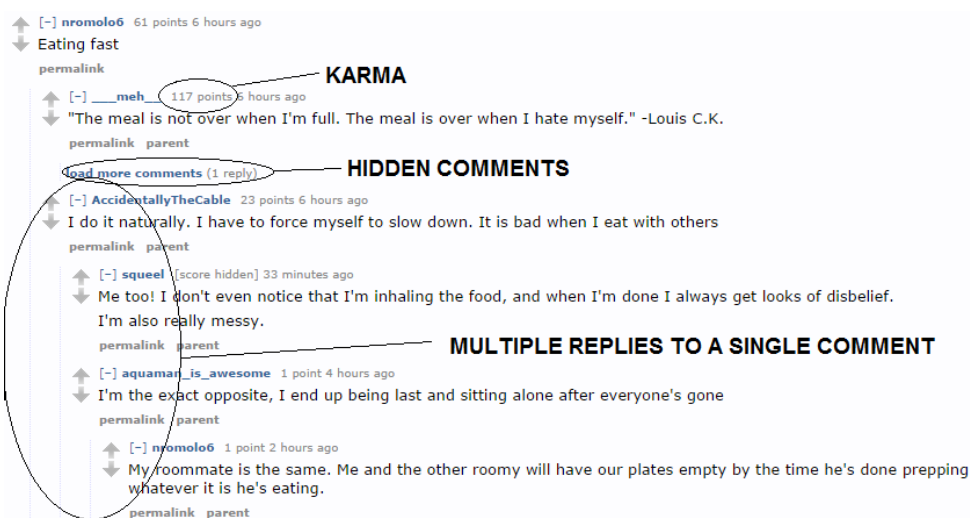 [-] nromolo6 61 points 6 hours ago
Eating fast
permalink
KARMA
[-] ___meh__ 117 points 6 hours ago
"The meal is not over when I'm full. The meal is over when I hate myself." -Louis C.K.
permalink parent
load more comments (1 reply)
HIDDEN COMMENTS
[-] AccidentallyTheCable 23 points 6 hours ago
I do it naturally. I have to force myself to slow down. It is bad when I eat with others
permalink parent
[-] squeel [score hidden] 33 minutes ago
Me too! I don't even notice that I'm inhaling the food, and when I'm done I always get looks of disbelief.
I'm also really messy.
permalink parent
MULTIPLE REPLIES TO A SINGLE COMMENT
[-] aquaman_is_awesome 1 point 4 hours ago
I'm the exact opposite, I end up being last and sitting alone after everyone's gone
permalink parent
[-] nromolo6 1 point 2 hours ago
My roommate is the same. Me and the other roomy will have our plates empty by the time he's done prepping
whatever it is he's eating.
permalink parent